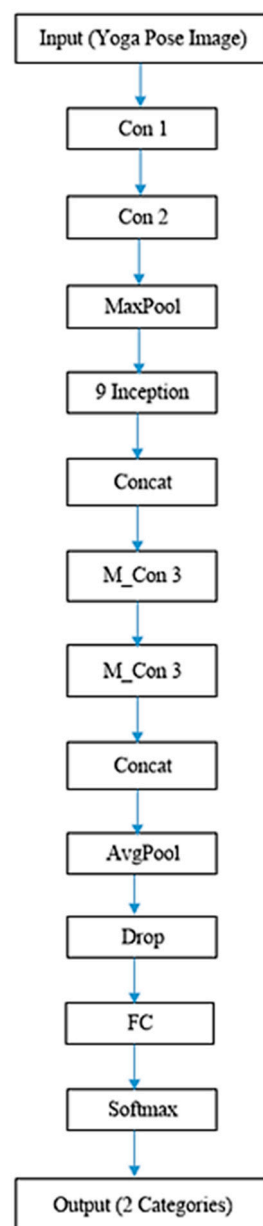 Input (Yoga Pose Image)
Con 1
Con 2
MaxPool
9 Inception
Concat
M_Con 3
M_Con 3
Concat
AvgPool
Drop
FC
Softmax
Output (2 Categories)